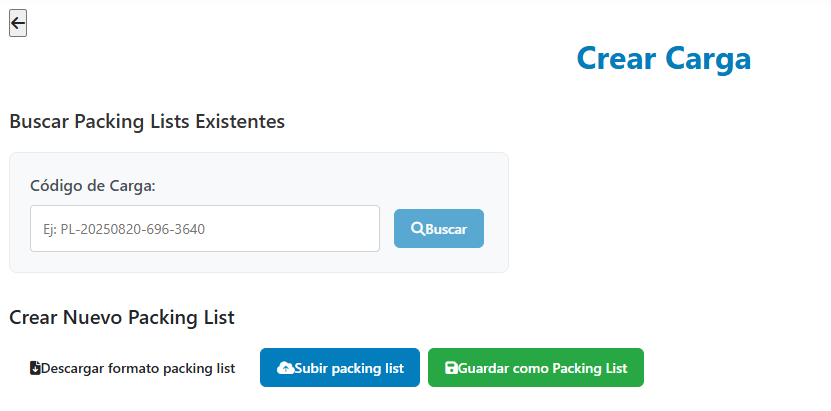 Crear Carga
Buscar Packing Lists Existentes
Código de Carga:
Ej: PL-20250820-696-3640
Buscar
Crear Nuevo Packing List
Descargar formato packing list
Subir packing list
Guardar como Packing List